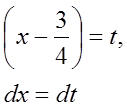 (x − 3/4) = t,
dx = dt